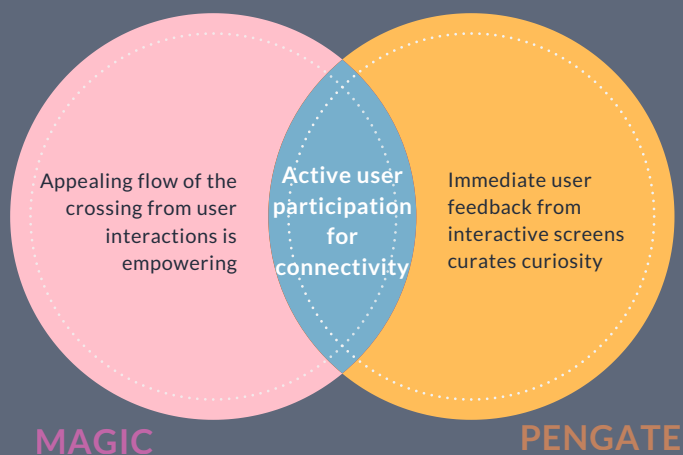 Appealing flow of the
crossing from user
interactions is
empowering
Active user
participation
for
connectivity
Immediate user
feedback from
interactive screens
curates curiosity
MAGIC
PENGATE